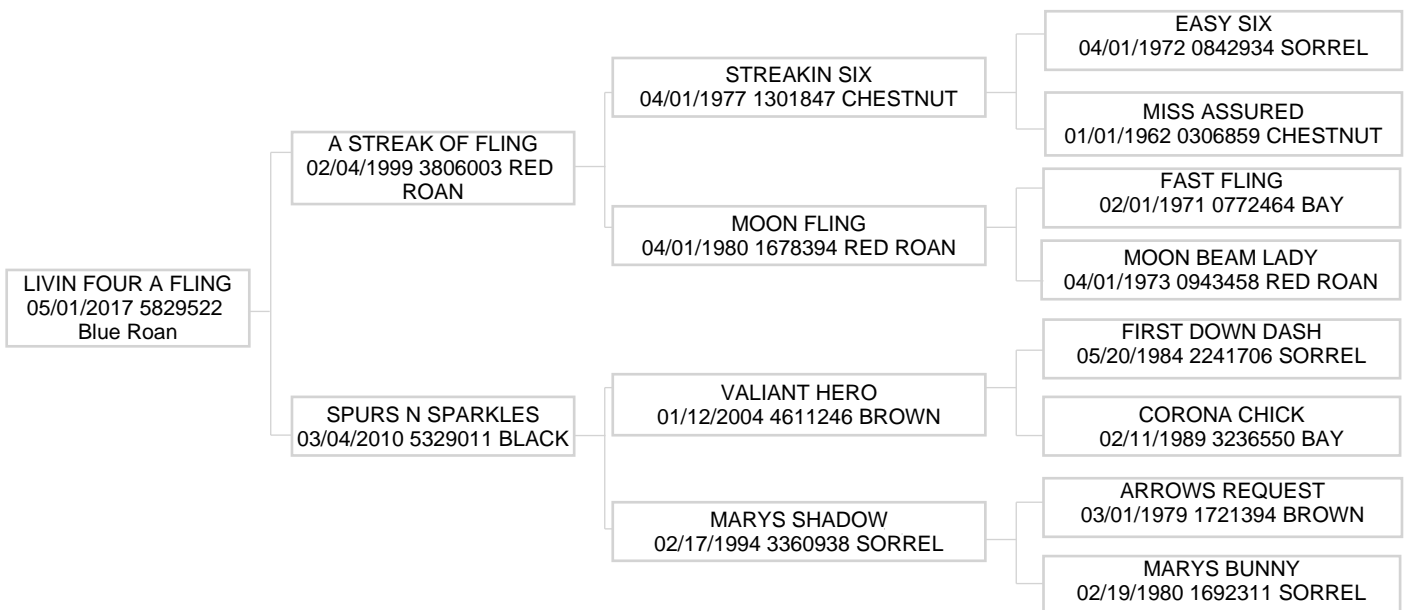 LIVIN FOUR A FLING
05/01/2017 5829522
Blue Roan
A STREAK OF FLING
02/04/1999 3806003 RED
ROAN
SPURS N SPARKLES
03/04/2010 5329011 BLACK
STREAKIN SIX
04/01/1977 1301847 CHESTNUT
MOON FLING
04/01/1980 1678394 RED ROAN
VALIANT HERO
01/12/2004 4611246 BROWN
MARYS SHADOW
02/17/1994 3360938 SORREL
EASY SIX
04/01/1972 0842934 SORREL
MISS ASSURED
01/01/1962 0306859 CHESTNUT
FAST FLING
02/01/1971 0772464 BAY
MOON BEAM LADY
04/01/1973 0943458 RED ROAN
FIRST DOWN DASH
05/20/1984 2241706 SORREL
CORONA CHICK
02/11/1989 3236550 BAY
ARROWS REQUEST
03/01/1979 1721394 BROWN
MARYS BUNNY
02/19/1980 1692311 SORREL